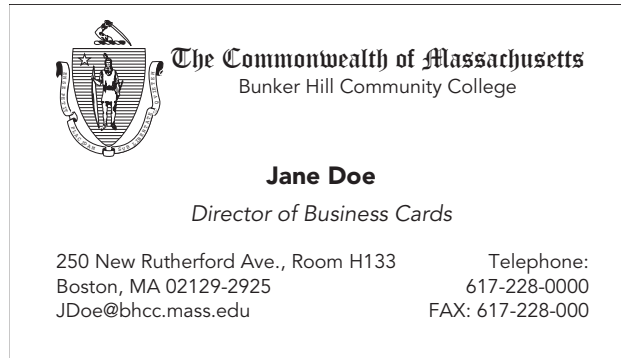 The Commonwealth of Massachusetts
Bunker Hill Community College
Jane Doe
Director of Business Cards
250 New Rutherford Ave., Room H133
Boston, MA 02129-2925
JDoe@bhcc.mass.edu
Telephone:
617-228-0000
FAX: 617-228-000